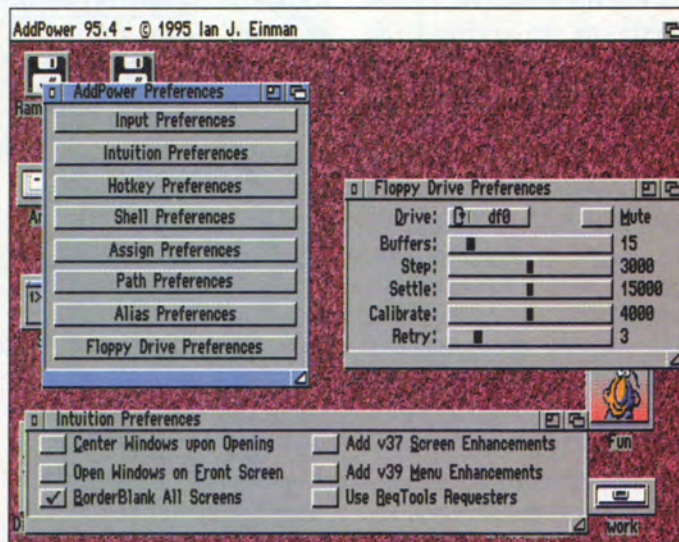 AddPower 95.4 - © 1995 Ian J. Einman
Ram
AddPower Preferences
Input Preferences
Intuition Preferences
Hotkey Preferences
Shell Preferences
Assign Preferences
Path Preferences
Alias Preferences
Floppy Drive Preferences
Floppy Drive Preferences
Drive: df0 Mute
Buffers: 15
Step: 3000
Settle: 15000
Calibrate: 4000
Retry: 3
1>
Fun
Intuition Preferences
Center Windows upon Opening
Open Windows on Front Screen
BorderBlank All Screens
Add v37 Screen Enhancements
Add v39 Menu Enhancements
Use ReqTools Requesters
work